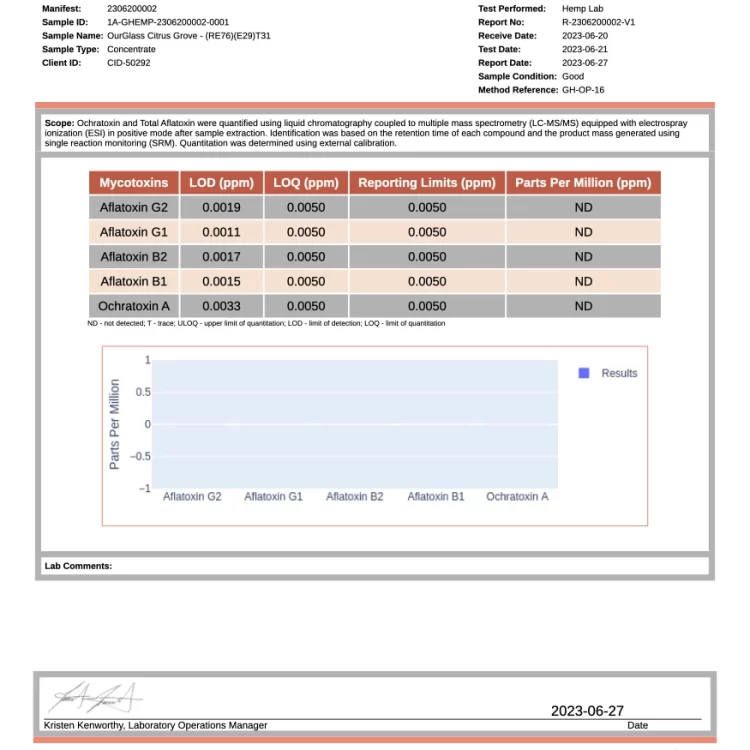 Manifest: 2306200002
Sample ID: 1A-GHEMP-2306200002-0001
Sample Name: OurGlass Citrus Grove - (RE76)(E29)T31
Sample Type: Concentrate
Client ID: CID-50292
Test Performed: Hemp Lab
Report No: R-2306200002-V1
Receive Date: 2023-06-20
Test Date: 2023-06-21
Report Date: 2023-06-27
Sample Condition: Good
Method Reference: GH-OP-16
Scope: Ochratoxin and Total Aflatoxin were quantified using liquid chromatography coupled to multiple mass spectrometry (LC-MS/MS) equipped with electrospray
ionization (ESI) in positive mode after sample extraction. Identification was based on the retention time of each compound and the product mass generated using
single reaction monitoring (SRM). Quantitation was determined using external calibration.
Mycotoxins LOD (ppm) LOQ (ppm) Reporting Limits (ppm) Parts Per Million (ppm)
Aflatoxin G2 0.0019 0.0050 0.0050 ND
Aflatoxin G1 0.0011 0.0050 0.0050 ND
Aflatoxin B2 0.0017 0.0050 0.0050 ND
Aflatoxin B1 0.0015 0.0050 0.0050 ND
Ochratoxin A 0.0033 0.0050 0.0050 ND
ND - not detected; T - trace; ULOQ - upper limit of quantitation; LOD - limit of detection; LOQ - limit of quantitation
Parts Per Million
1
0.5
0
−0.5
−1
Aflatoxin G2 Aflatoxin G1 Aflatoxin B2 Aflatoxin B1 Ochratoxin A
Results
Lab Comments:
2023-06-27
Kristen Kenworthy, Laboratory Operations Manager Date